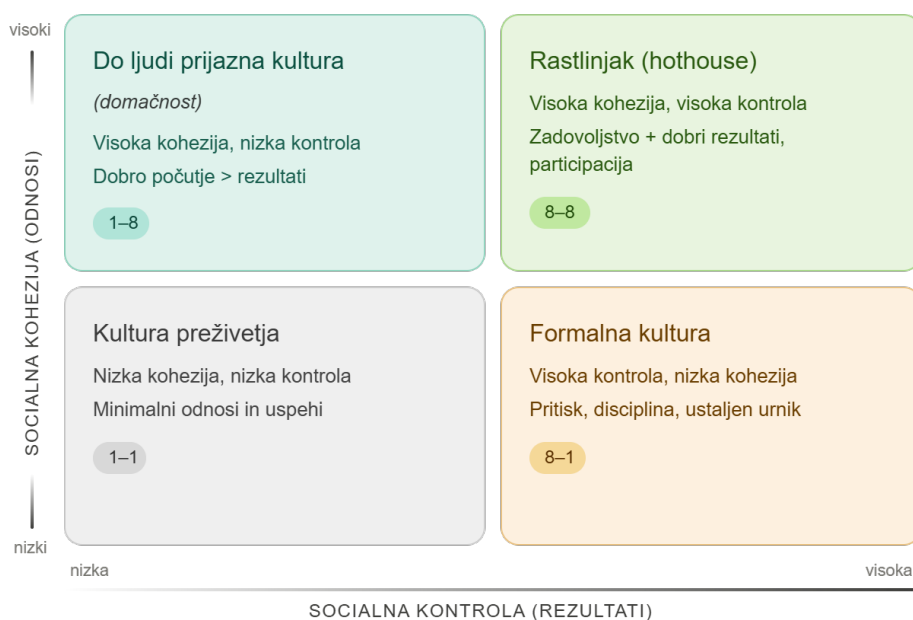 visoki
SOCIALNA KOHEZIJA (ODNOSI)
nizki
Do ljudi prijazna kultura
(domačnost)
Visoka kohezija, nizka kontrola
Dobro počutje > rezultati
1–8
Rastlinjak (hothouse)
Visoka kohezija, visoka kontrola
Zadovoljstvo + dobri rezultati,
participacija
8–8
Kultura preživetja
Nizka kohezija, nizka kontrola
Minimalni odnosi in uspehi
1–1
Formalna kultura
Visoka kontrola, nizka kohezija
Pritisk, disciplina, ustaljen urnik
8–1
nizka
visoka
SOCIALNA KONTROLA (REZULTATI)